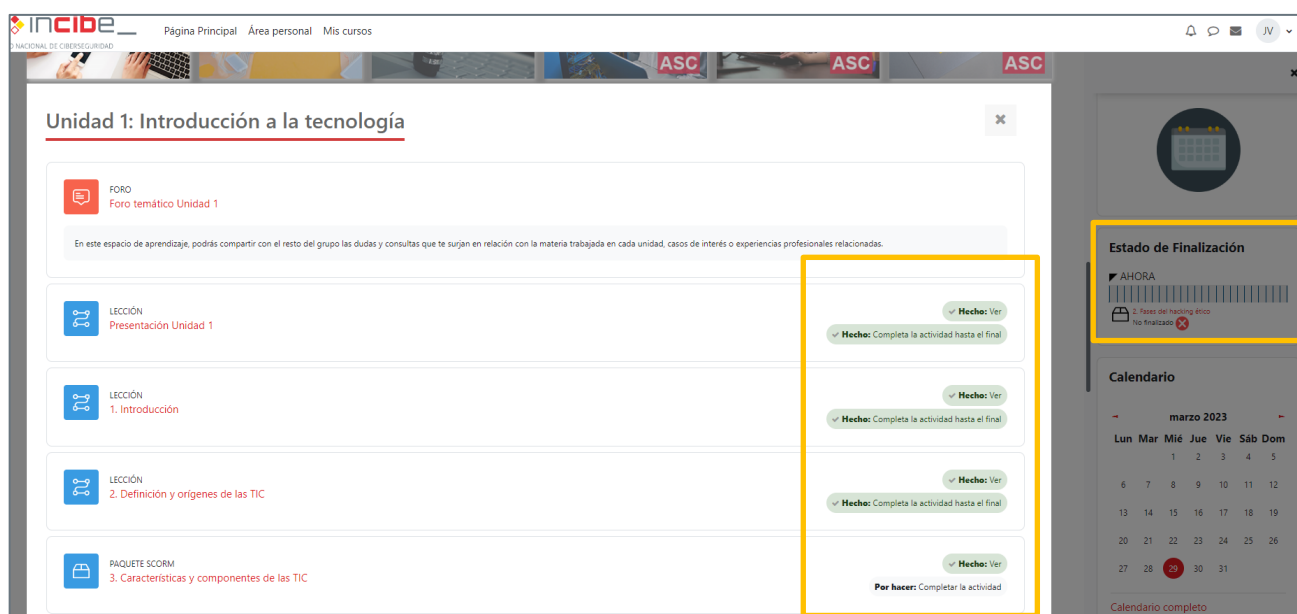 incibe_
Página Principal Área personal Mis cursos
JV
NACIONAL DE CIBERSEGURIDAD
ASC
ASC
ASC
Unidad 1: Introducción a la tecnología
FORO
Foro temático Unidad 1
En este espacio de aprendizaje, podrás compartir con el resto del grupo las dudas y consultas que te surjan en relación con la materia trabajada en cada unidad, casos de interés o experiencias profesionales relacionadas.
LECCIÓN
Presentación Unidad 1
Hecho: Ver
Hecho: Completa la actividad hasta el final
LECCIÓN
1. Introducción
Hecho: Ver
Hecho: Completa la actividad hasta el final
LECCIÓN
2. Definición y orígenes de las TIC
Hecho: Ver
Hecho: Completa la actividad hasta el final
PAQUETE SCORM
3. Características y componentes de las TIC
Hecho: Ver
Por hacer: Completar la actividad
Estado de Finalización
AHORA
2. Fases del hacking ético
No finalizado
Calendario
marzo 2023
Lun Mar Mié Jue Vie Sáb Dom
1 2 3 4 5
6 7 8 9 10 11 12
13 14 15 16 17 18 19
20 21 22 23 24 25 26
27 28 29 30 31
Calendario completo